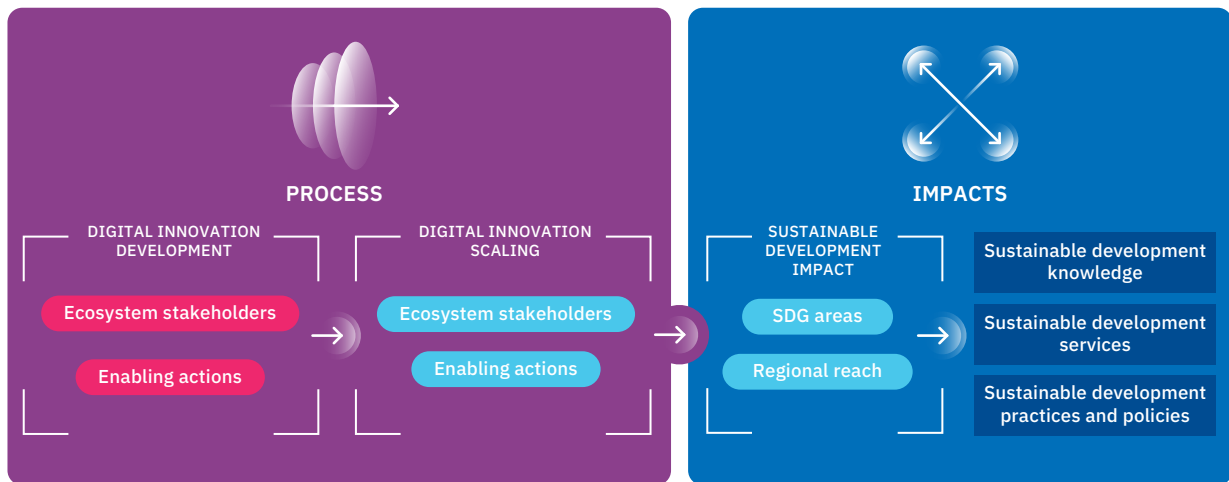 PROCESS
DIGITAL INNOVATION
DEVELOPMENT
Ecosystem stakeholders
Enabling actions
DIGITAL INNOVATION
SCALING
Ecosystem stakeholders
Enabling actions
IMPACTS
SUSTAINABLE
DEVELOPMENT
IMPACT
SDG areas
Regional reach
Sustainable development
knowledge
Sustainable development
services
Sustainable development
practices and policies